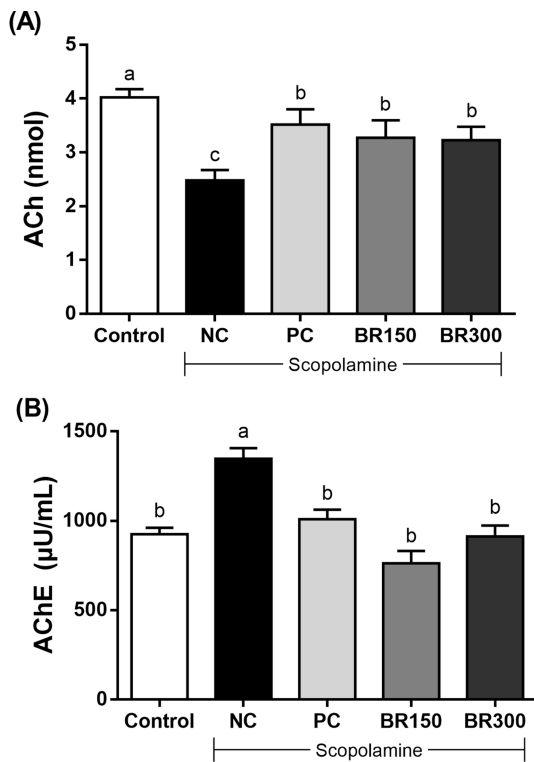 (A)
ACh (nmol)
5
4
3
2
1
0
a
c
b
b
b
Control NC PC BR150 BR300
Scopolamine
(B)
AChE (µU/mL)
1500
1000
500
0
b
a
b
b
b
Control NC PC BR150 BR300
Scopolamine